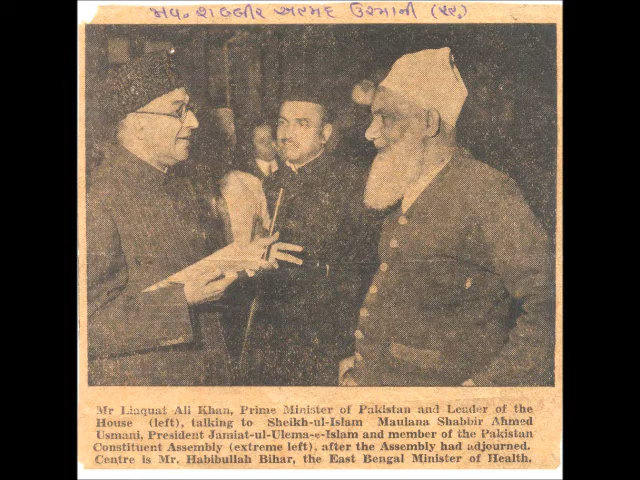 મવ. શબ્બીર અહમદ ઉસ્માની (રહ.)
Mr Liaquat Ali Khan, Prime Minister of Pakistan and Leader of the
House (left), talking to Sheikh-ul-Islam Maulana Shabbir Ahmed
Usmani, President Jamiat-ul-Ulema-e-Islam and member of the Pakistan
Constituent Assembly (extreme left), after the Assembly had adjourned.
Centre is Mr. Habibullah Bihar, the East Bengal Minister of Health.